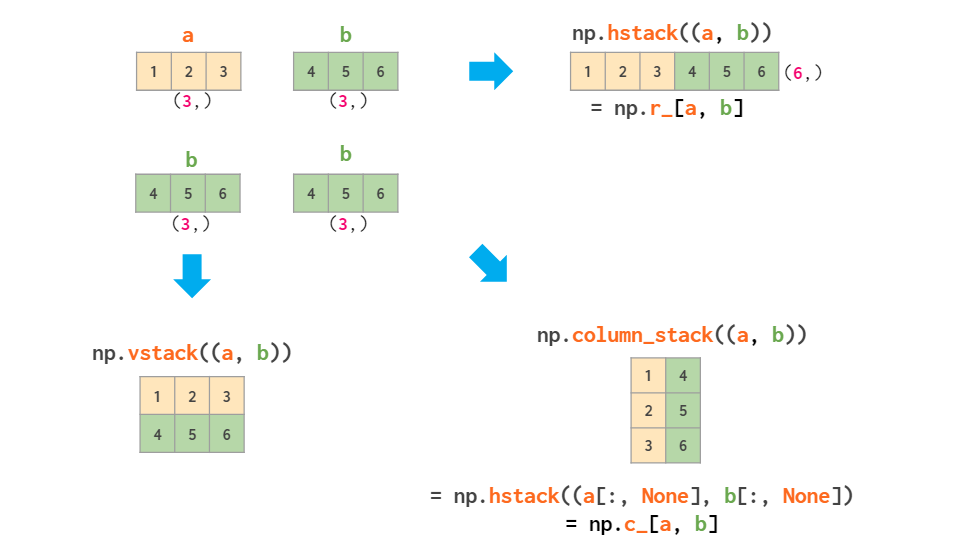 a b
1 2 3 4 5 6
(3,) (3,)
np.hstack((a, b))
1 2 3 4 5 6 (6,)
= np.r_[a, b]
b b
4 5 6 4 5 6
(3,) (3,)
np.vstack((a, b))
1 2 3
4 5 6
np.column_stack((a, b))
1 4
2 5
3 6
= np.hstack((a[:, None], b[:, None])
= np.c_[a, b]